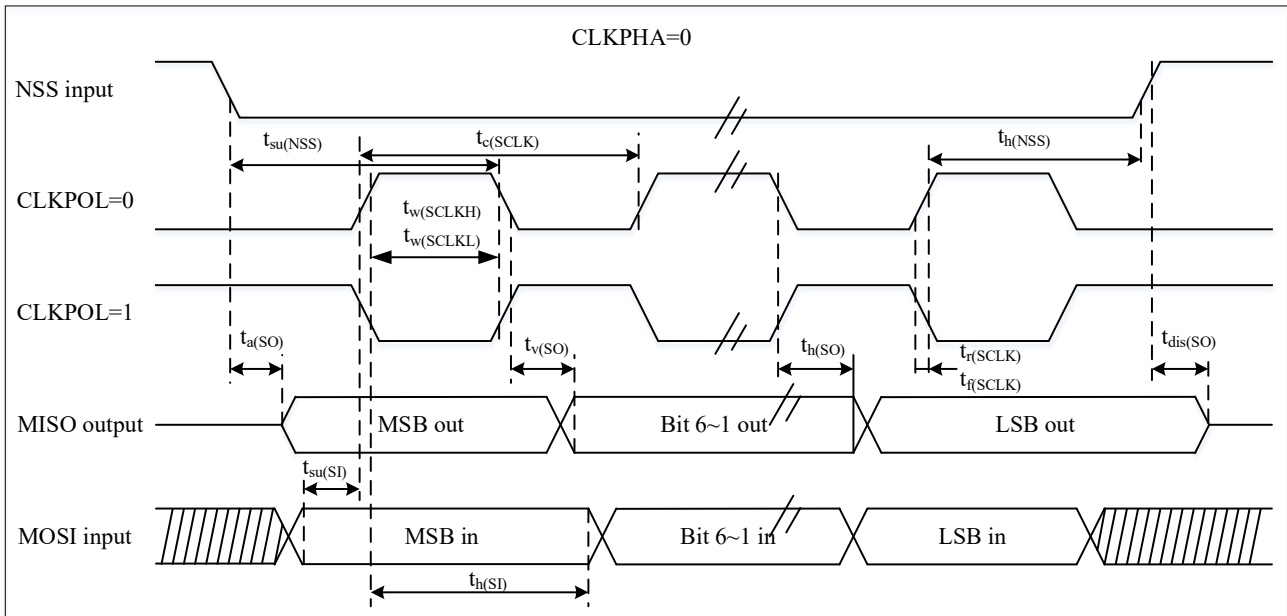 CLKPHA=0
NSS input
tsu(NSS)
tc(SCLK)
th(NSS)
CLKPOL=0
tw(SCLKH)
tw(SCLKL)
CLKPOL=1
ta(SO)
tv(SO)
th(SO)
tr(SCLK)
tf(SCLK)
tdis(SO)
MISO output
MSB out
Bit 6~1 out
LSB out
tsu(SI)
MOSI input
MSB in
Bit 6~1 in
LSB in
th(SI)